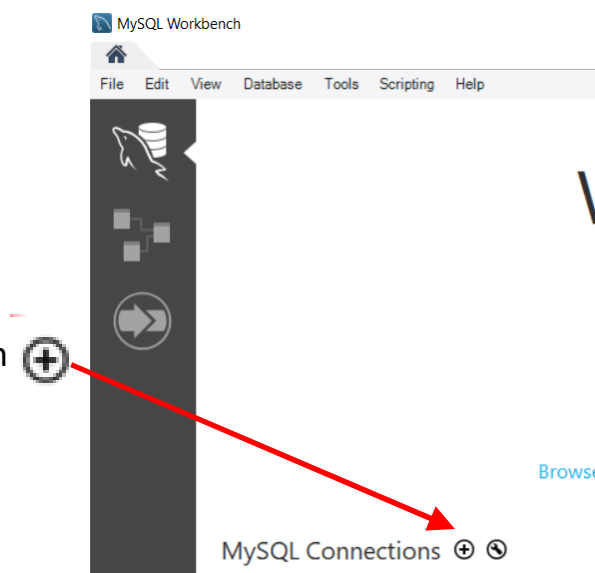 MySQL Workbench
File Edit View Database Tools Scripting Help
Browse
MySQL Connections